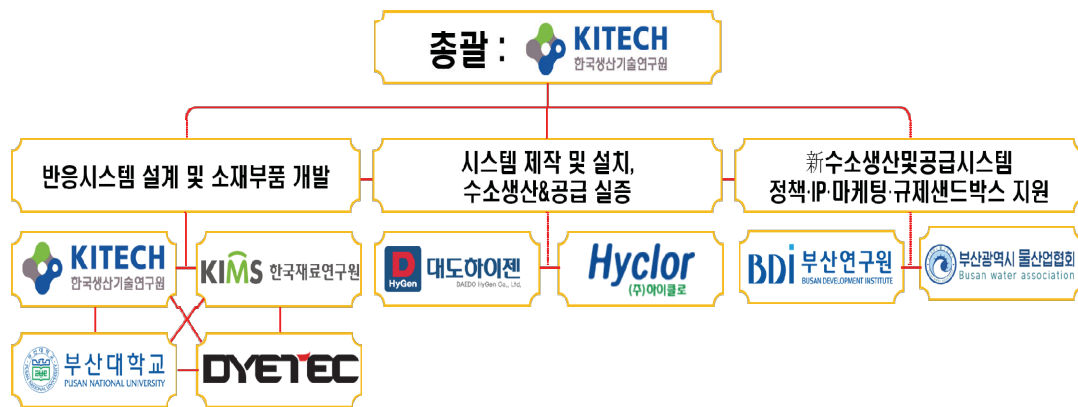 총괄 : KITECH
한국생산기술연구원
반응시스템 설계 및 소재부품 개발
시스템 제작 및 설치,
수소생산&공급 실증
新수소생산및공급시스템
정책·IP·마케팅·규제샌드박스 지원
KITECH
한국생산기술연구원
KIMS 한국재료연구원
D
HyGen
대도하이젠
DAEDO HyGen Co., Ltd.
Hyclor
(주)하이클로
BDI 부산연구원
BUSAN DEVELOPMENT INSTITUTE
부산광역시 물산업협회
Busan water association
부산대학교
PUSAN NATIONAL UNIVERSITY
DYETEC